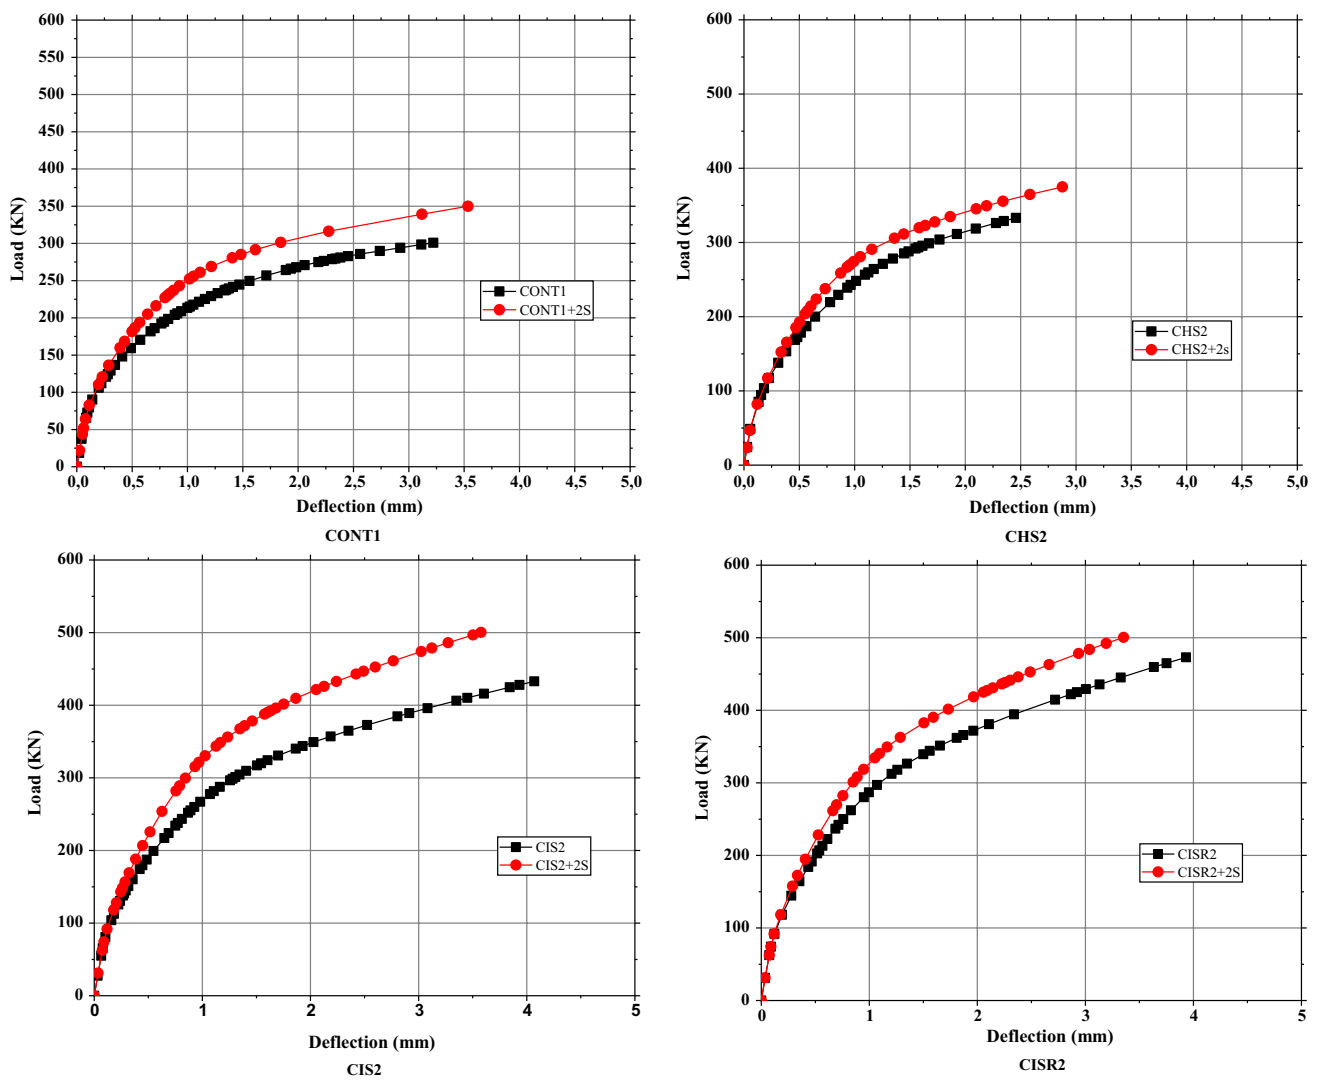 600
550
500
450
400
350
300
250
200
150
100
50
0
Load (KN)
CONT1
CONT1+2S
0,0 0,5 1,0 1,5 2,0 2,5 3,0 3,5 4,0 4,5 5,0
Deflection (mm)
CONT1
600
500
400
300
200
100
0
Load (KN)
CHS2
CHS2+2s
0,0 0,5 1,0 1,5 2,0 2,5 3,0 3,5 4,0 4,5 5,0
Deflection (mm)
CHS2
600
500
400
300
200
100
0
Load (KN)
CIS2
CIS2+2S
0 1 2 3 4 5
Deflection (mm)
CIS2
600
500
400
300
200
100
0
Load (KN)
CISR2
CISR2+2S
0 1 2 3 4 5
Deflection (mm)
CISR2